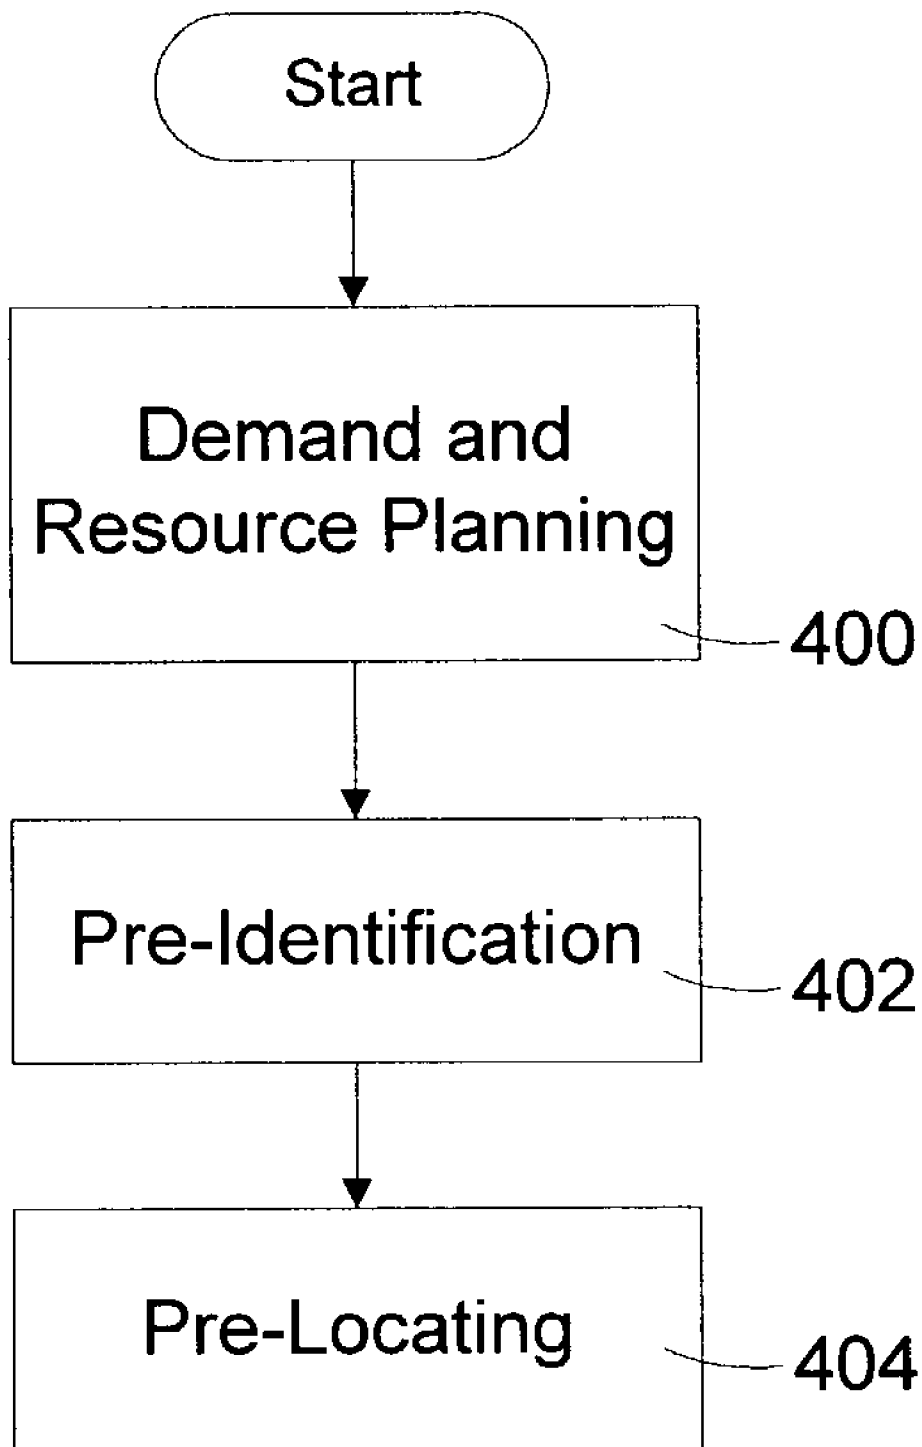 Start
Demand and
Resource Planning
400
Pre-Identification
402
Pre-Locating
404